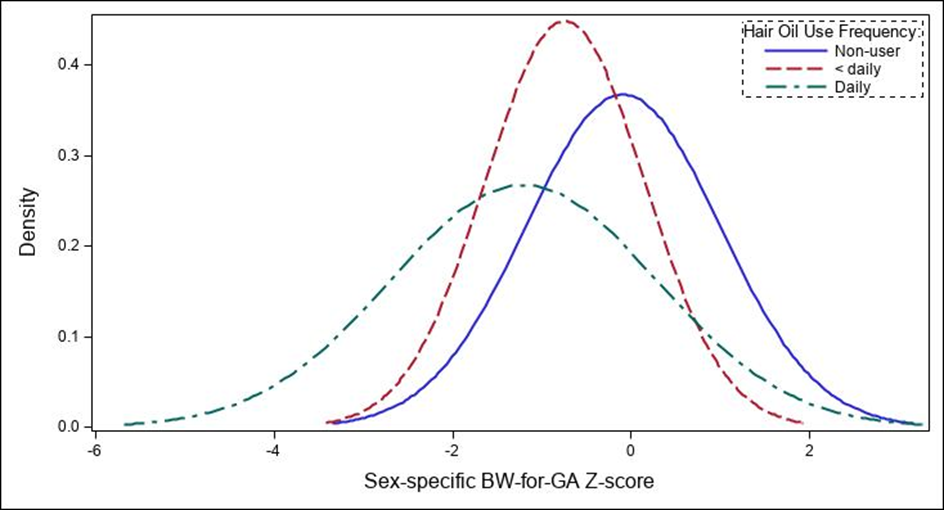 Hair Oil Use Frequency:
Non-user
< daily
Daily
0.4
0.3
0.2
0.1
0.0
Density
-6 -4 -2 0 2
Sex-specific BW-for-GA Z-score